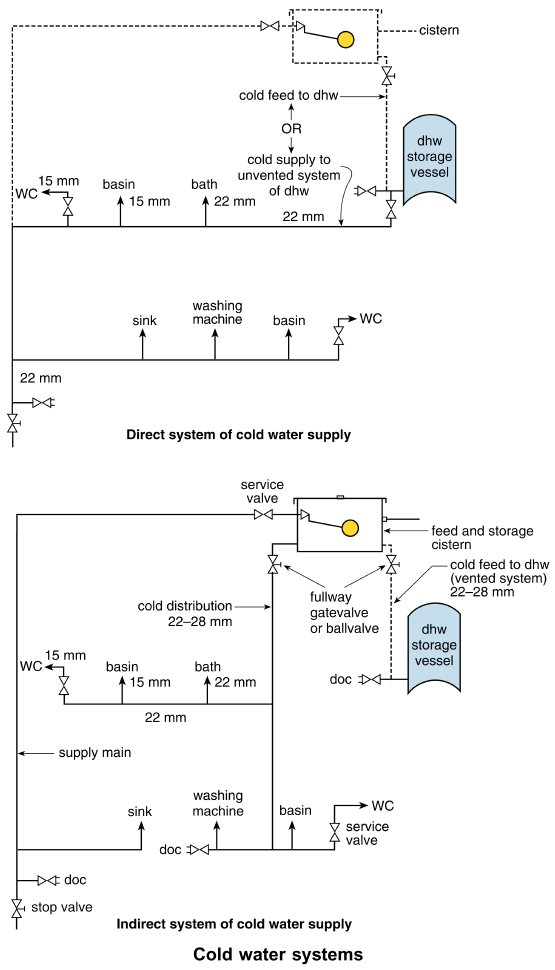 cistern
cold feed to dhw
OR
cold supply to
unvented system
of dhw
dhw
storage
vessel
15 mm
WC
basin
15 mm
bath
22 mm
22 mm
sink
washing
machine
basin
WC
22 mm
Direct system of cold water supply
service
valve
feed and storage
cistern
cold feed to dhw
(vented system)
22–28 mm
fullway
gatevalve
or ballvalve
cold distribution
22–28 mm
dhw
storage
vessel
doc
15 mm
WC
basin
15 mm
bath
22 mm
22 mm
supply main
sink
washing
machine
basin
WC
doc
service
valve
doc
stop valve
Indirect system of cold water supply
Cold water systems